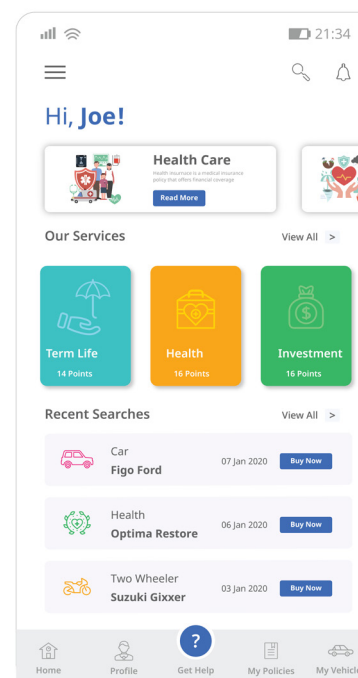 21:34
Hi, Joe!
Health Care
Health insurnace is a medical insurance
policy that offers financial coverage
Read More
Our Services
View All >
Term Life
14 Points
Health
16 Points
Investment
16 Points
Recent Searches
View All >
Car
Figo Ford
07 Jan 2020
Buy Now
Health
Optima Restore
06 Jan 2020
Buy Now
Two Wheeler
Suzuki Gixxer
03 Jan 2020
Buy Now
?
Home
Profile
Get Help
My Policies
My Vehicl